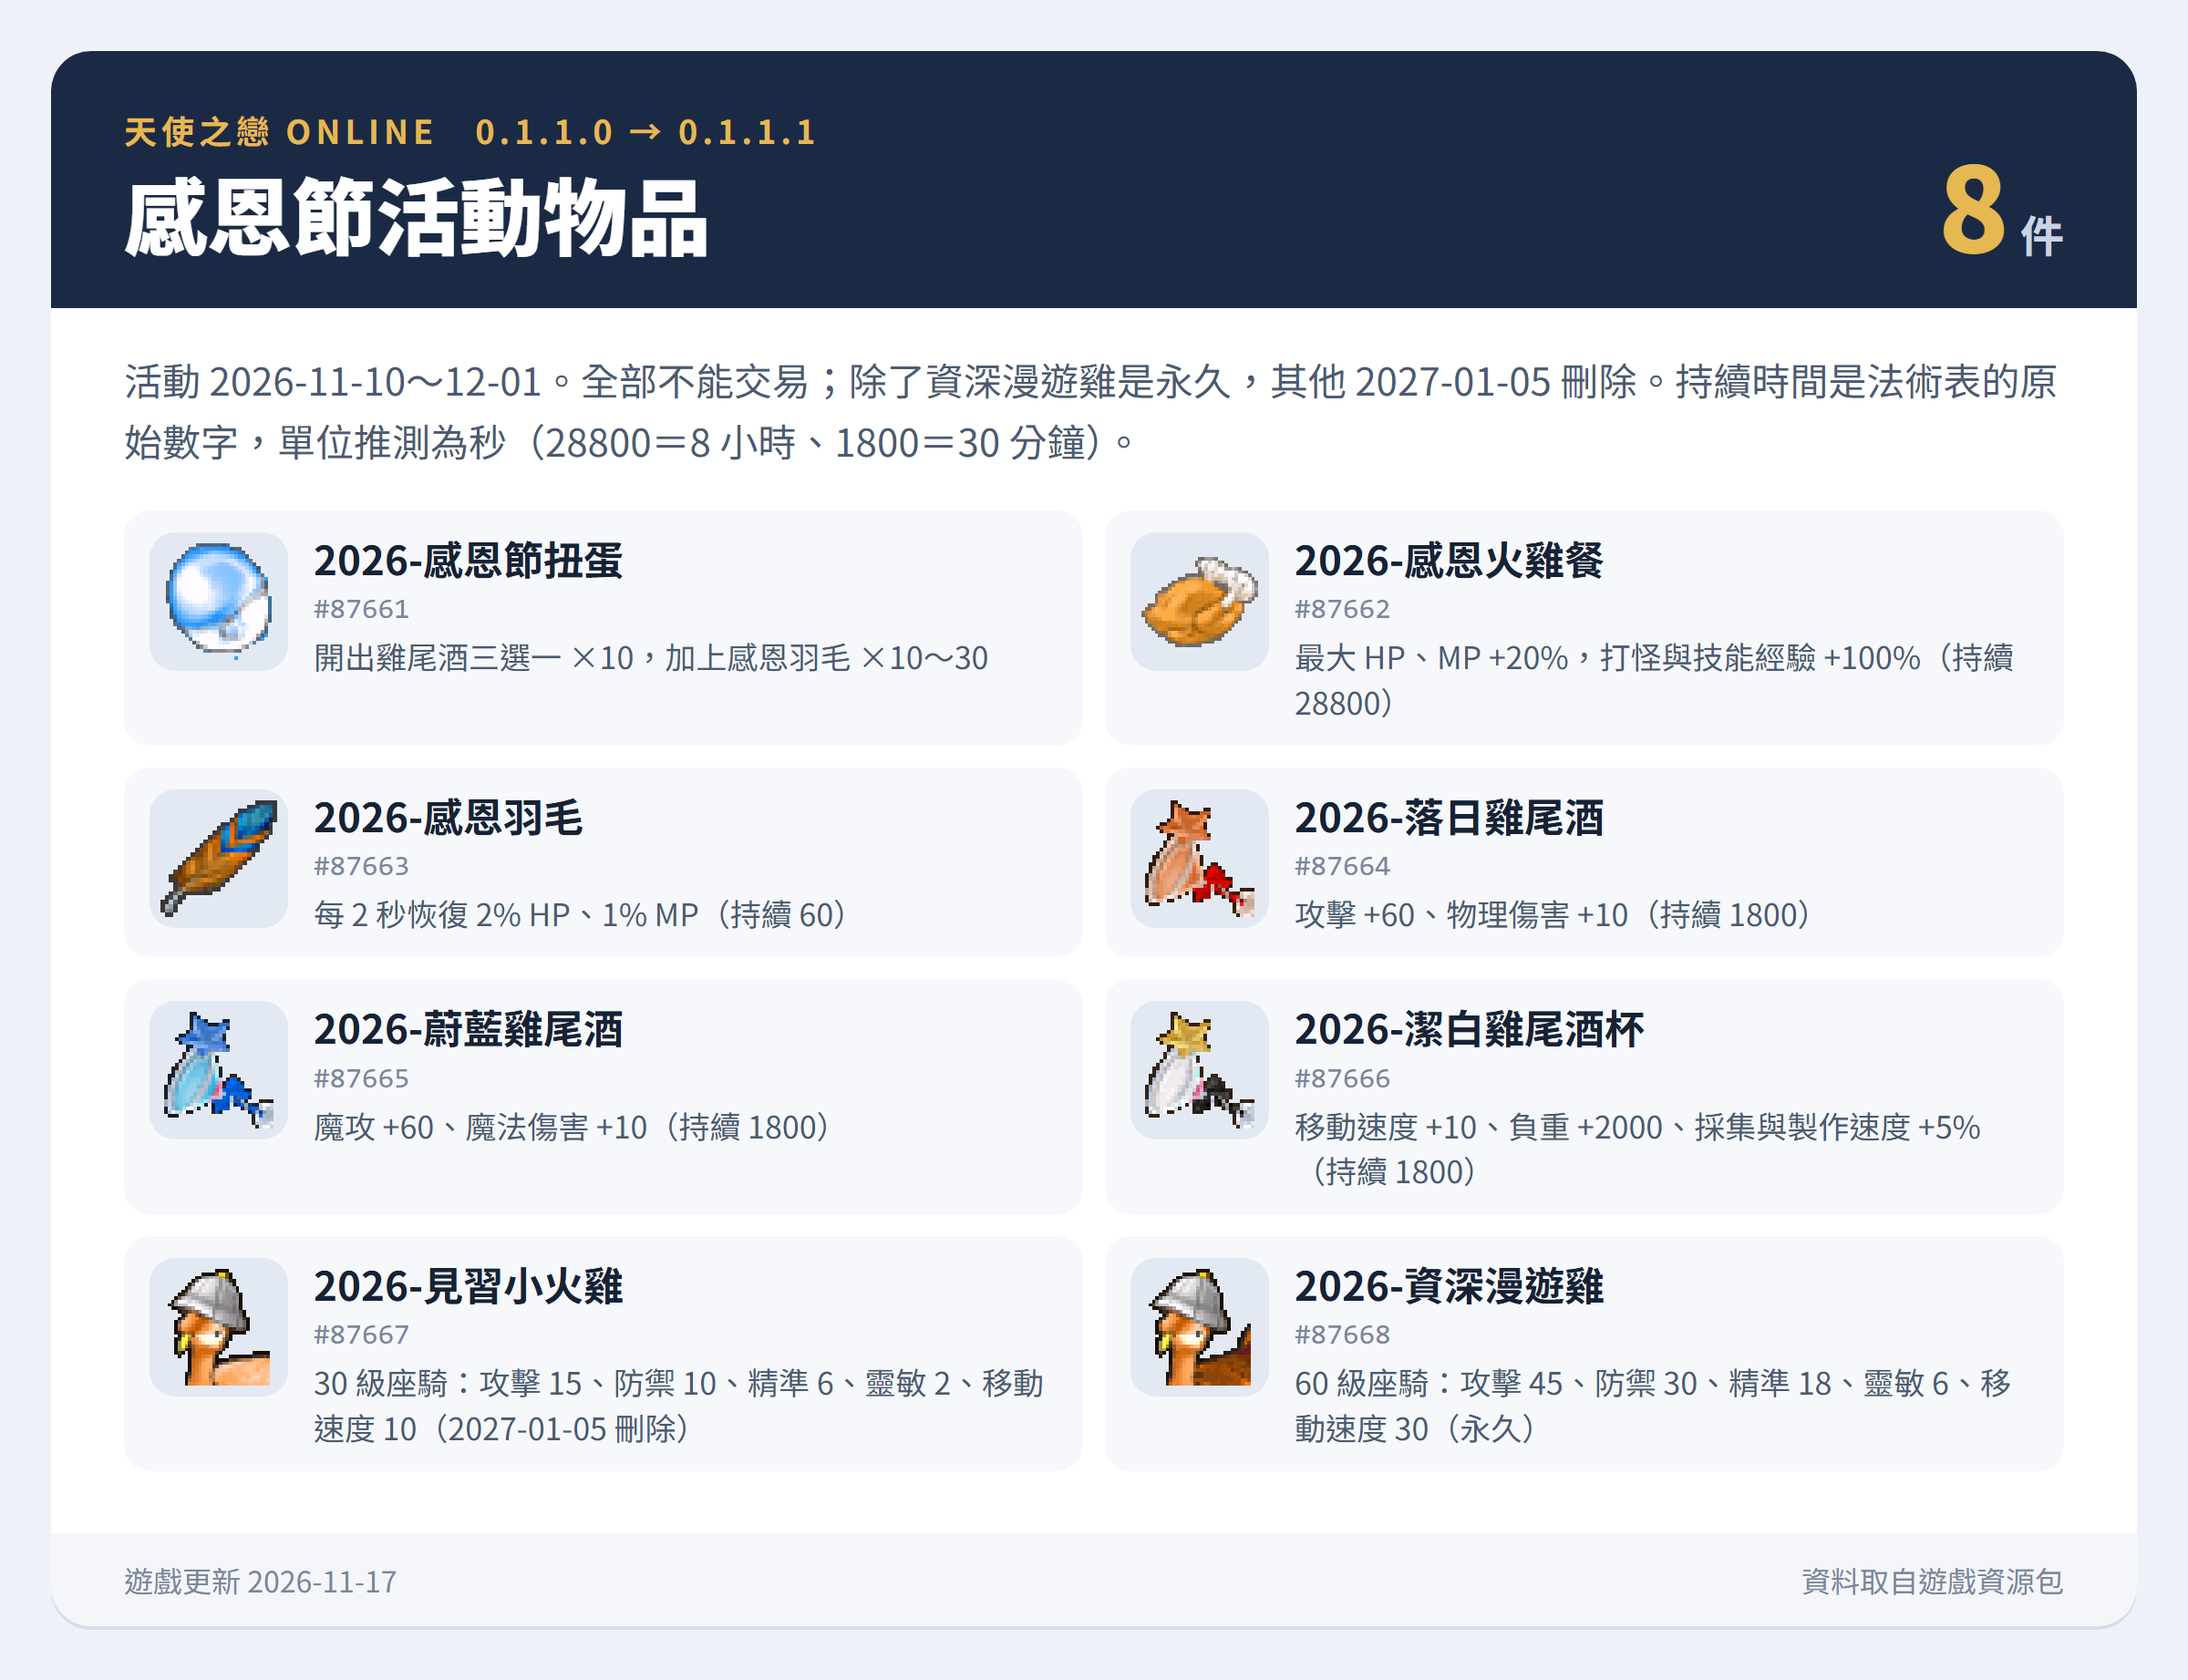 天使之戀 ONLINE 0.1.1.0 → 0.1.1.1
感恩節活動物品
8 件
活動 2026-11-10～12-01。全部不能交易；除了資深漫遊雞是永久，其他 2027-01-05 刪除。持續時間是法術表的原
始數字，單位推測為秒（28800＝8 小時、1800＝30 分鐘）。
2026-感恩節扭蛋
#87661
開出雞尾酒三選一 ×10，加上感恩羽毛 ×10～30
2026-感恩火雞餐
#87662
最大 HP、MP +20%，打怪與技能經驗 +100%（持續
28800）
2026-感恩羽毛
#87663
每 2 秒恢復 2% HP、1% MP（持續 60）
2026-落日雞尾酒
#87664
攻擊 +60、物理傷害 +10（持續 1800）
2026-蔚藍雞尾酒
#87665
魔攻 +60、魔法傷害 +10（持續 1800）
2026-潔白雞尾酒杯
#87666
移動速度 +10、負重 +2000、採集與製作速度 +5%
（持續 1800）
2026-見習小火雞
#87667
30 級座騎：攻擊 15、防禦 10、精準 6、靈敏 2、移動
速度 10（2027-01-05 刪除）
2026-資深漫遊雞
#87668
60 級座騎：攻擊 45、防禦 30、精準 18、靈敏 6、移
動速度 30（永久）
遊戲更新 2026-11-17
資料取自遊戲資源包